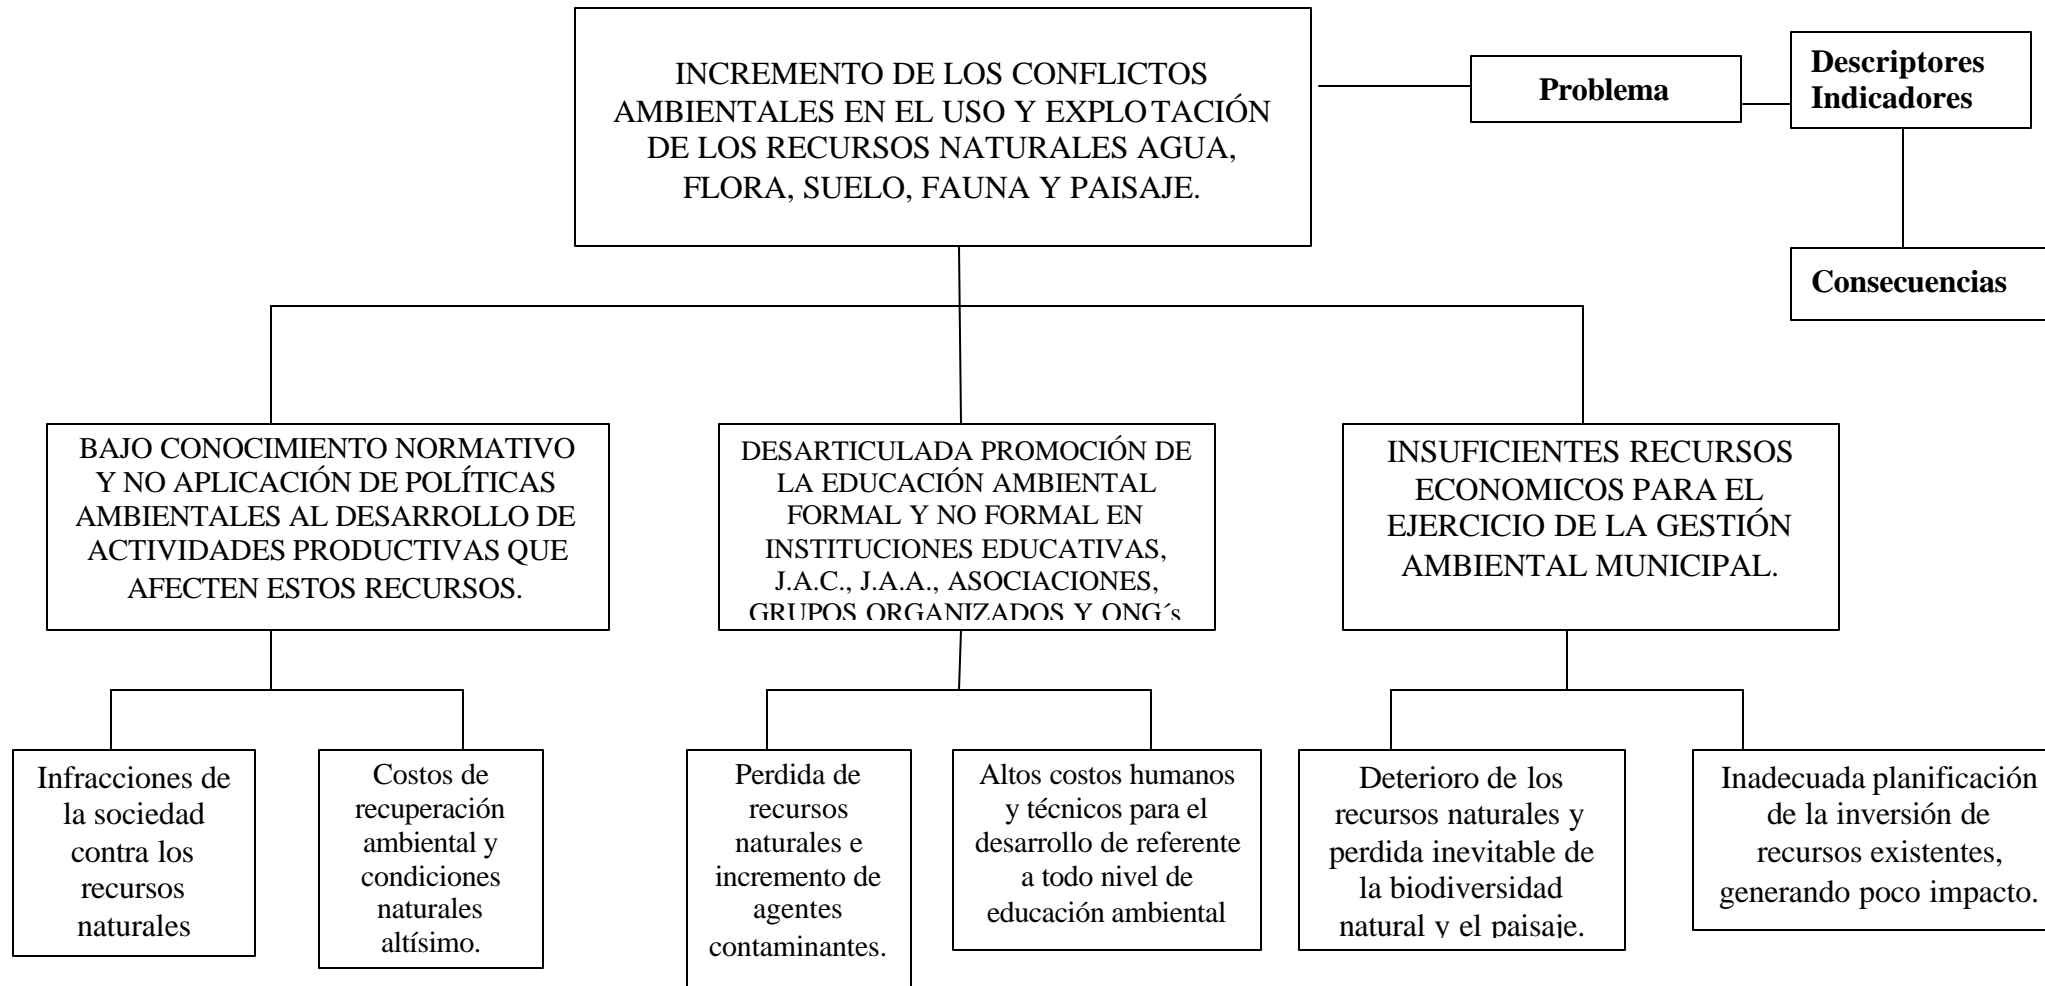 INCREMENTO DE LOS CONFLICTOS
AMBIENTALES EN EL USO Y EXPLOTACIÓN
DE LOS RECURSOS NATURALES AGUA,
FLORA, SUELO, FAUNA Y PAISAJE.
Problema
Descriptores
Indicadores
Consecuencias
BAJO CONOCIMIENTO NORMATIVO
Y NO APLICACIÓN DE POLÍTICAS
AMBIENTALES AL DESARROLLO DE
ACTIVIDADES PRODUCTIVAS QUE
AFECTEN ESTOS RECURSOS.
DESARTICULADA PROMOCIÓN DE
LA EDUCACIÓN AMBIENTAL
FORMAL Y NO FORMAL EN
INSTITUCIONES EDUCATIVAS,
J.A.C., J.A.A., ASOCIACIONES,
GRUPOS ORGANIZADOS Y ONG´s
INSUFICIENTES RECURSOS
ECONOMICOS PARA EL
EJERCICIO DE LA GESTIÓN
AMBIENTAL MUNICIPAL.
Infracciones de
la sociedad
contra los
recursos
naturales
Costos de
recuperación
ambiental y
condiciones
naturales
altísimo.
Perdida de
recursos
naturales e
incremento de
agentes
contaminantes.
Altos costos humanos
y técnicos para el
desarrollo de referente
a todo nivel de
educación ambiental
Deterioro de los
recursos naturales y
perdida inevitable de
la biodiversidad
natural y el paisaje.
Inadecuada planificación
de la inversión de
recursos existentes,
generando poco impacto.